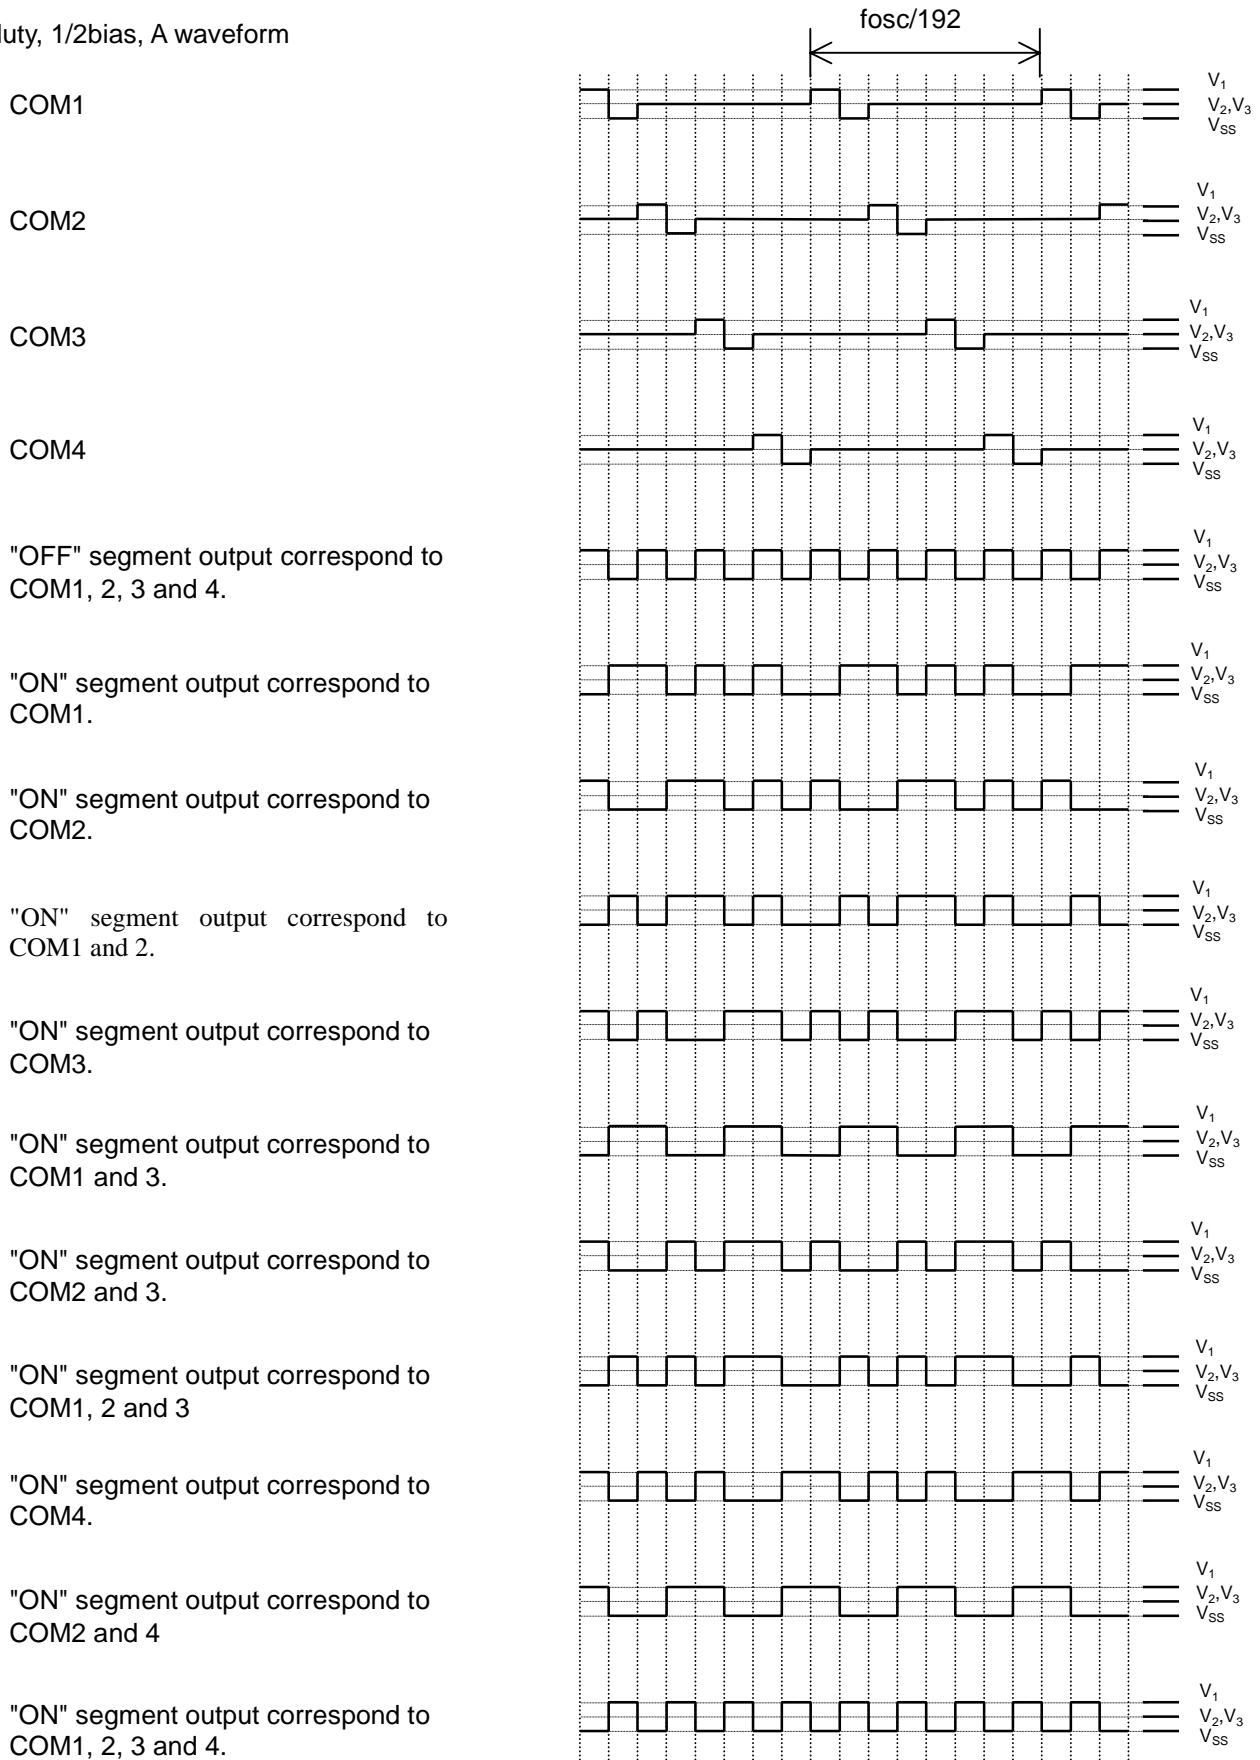 fosc/192
duty, 1/2bias, A waveform
COM1
V1
V2,V3
VSS
COM2
V1
V2,V3
VSS
COM3
V1
V2,V3
VSS
COM4
V1
V2,V3
VSS
"OFF" segment output correspond to
COM1, 2, 3 and 4.
V1
V2,V3
VSS
"ON" segment output correspond to
COM1.
V1
V2,V3
VSS
"ON" segment output correspond to
COM2.
V1
V2,V3
VSS
"ON" segment output correspond to
COM1 and 2.
V1
V2,V3
VSS
"ON" segment output correspond to
COM3.
V1
V2,V3
VSS
"ON" segment output correspond to
COM1 and 3.
V1
V2,V3
VSS
"ON" segment output correspond to
COM2 and 3.
V1
V2,V3
VSS
"ON" segment output correspond to
COM1, 2 and 3
V1
V2,V3
VSS
"ON" segment output correspond to
COM4.
V1
V2,V3
VSS
"ON" segment output correspond to
COM2 and 4
V1
V2,V3
VSS
"ON" segment output correspond to
COM1, 2, 3 and 4.
V1
V2,V3
VSS